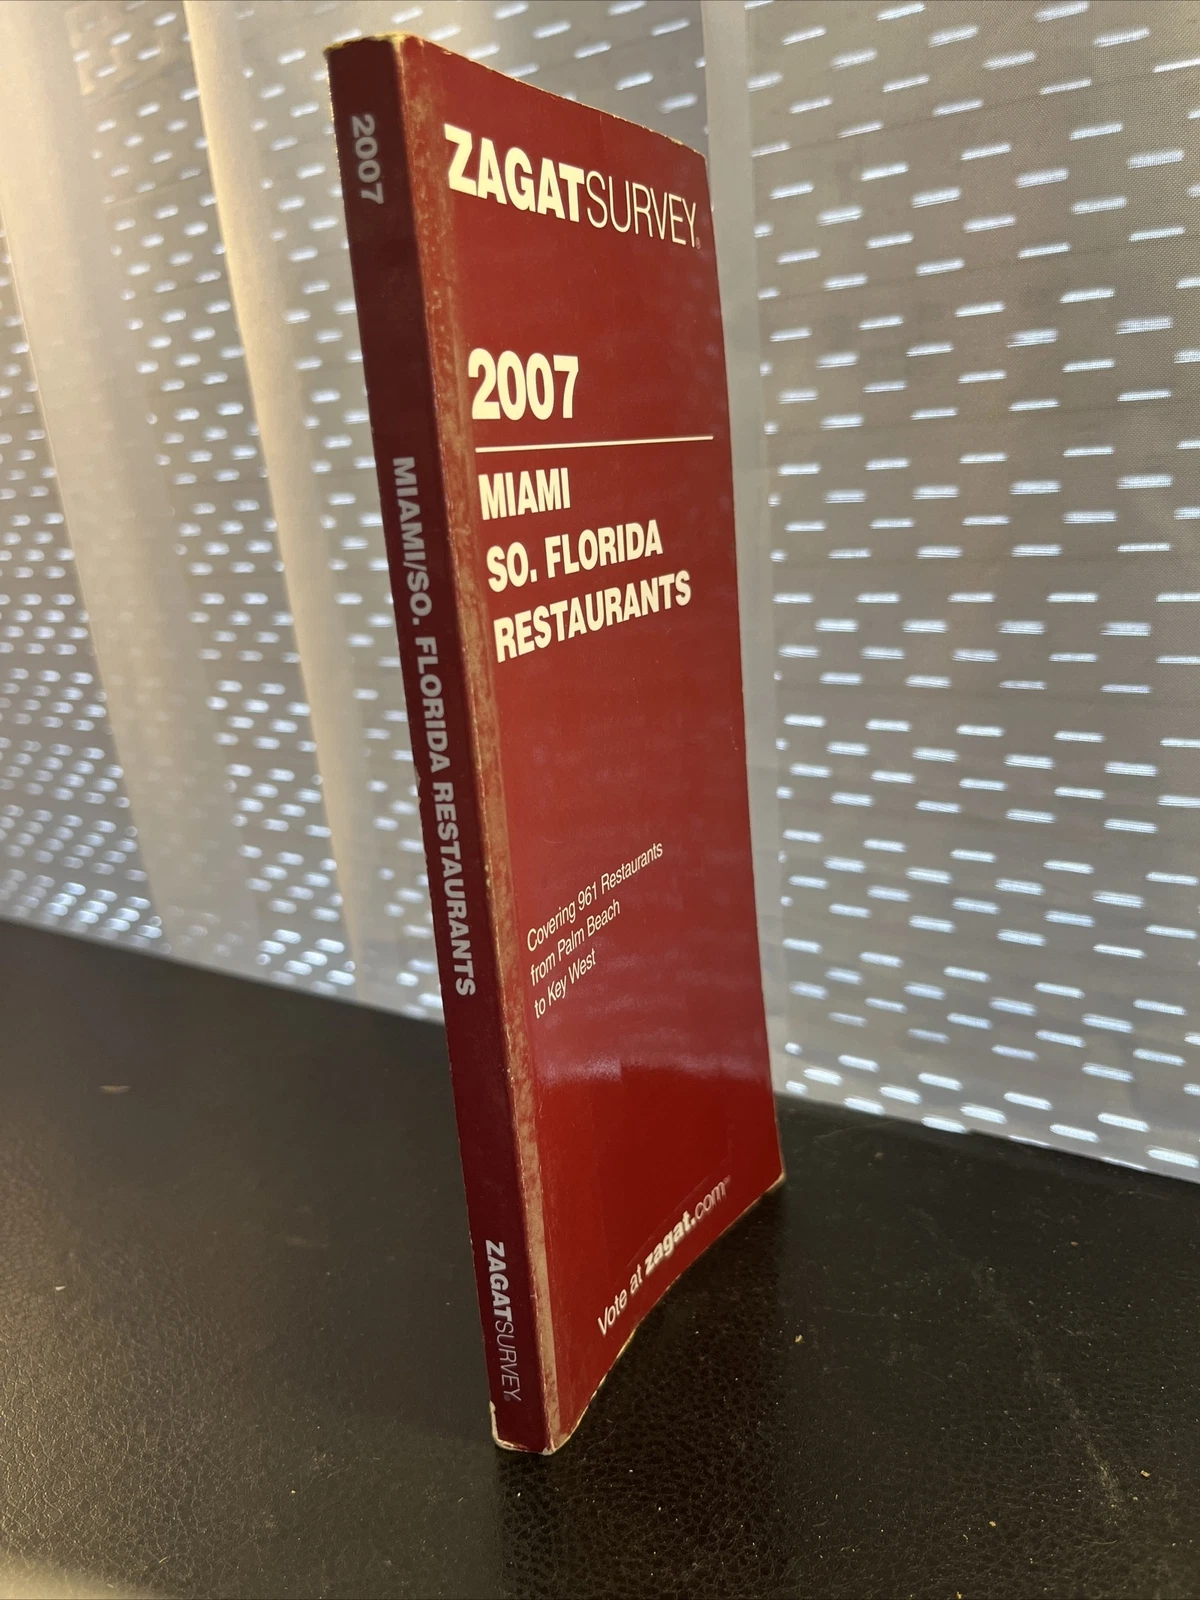 2007
MIAMI/SO. FLORIDA RESTAURANTS
ZAGATSURVEY®
ZAGATSURVEY®
2007
MIAMI
SO. FLORIDA
RESTAURANTS
Covering 961 Restaurants
from Palm Beach
to Key West
Vote at zagat.com℠